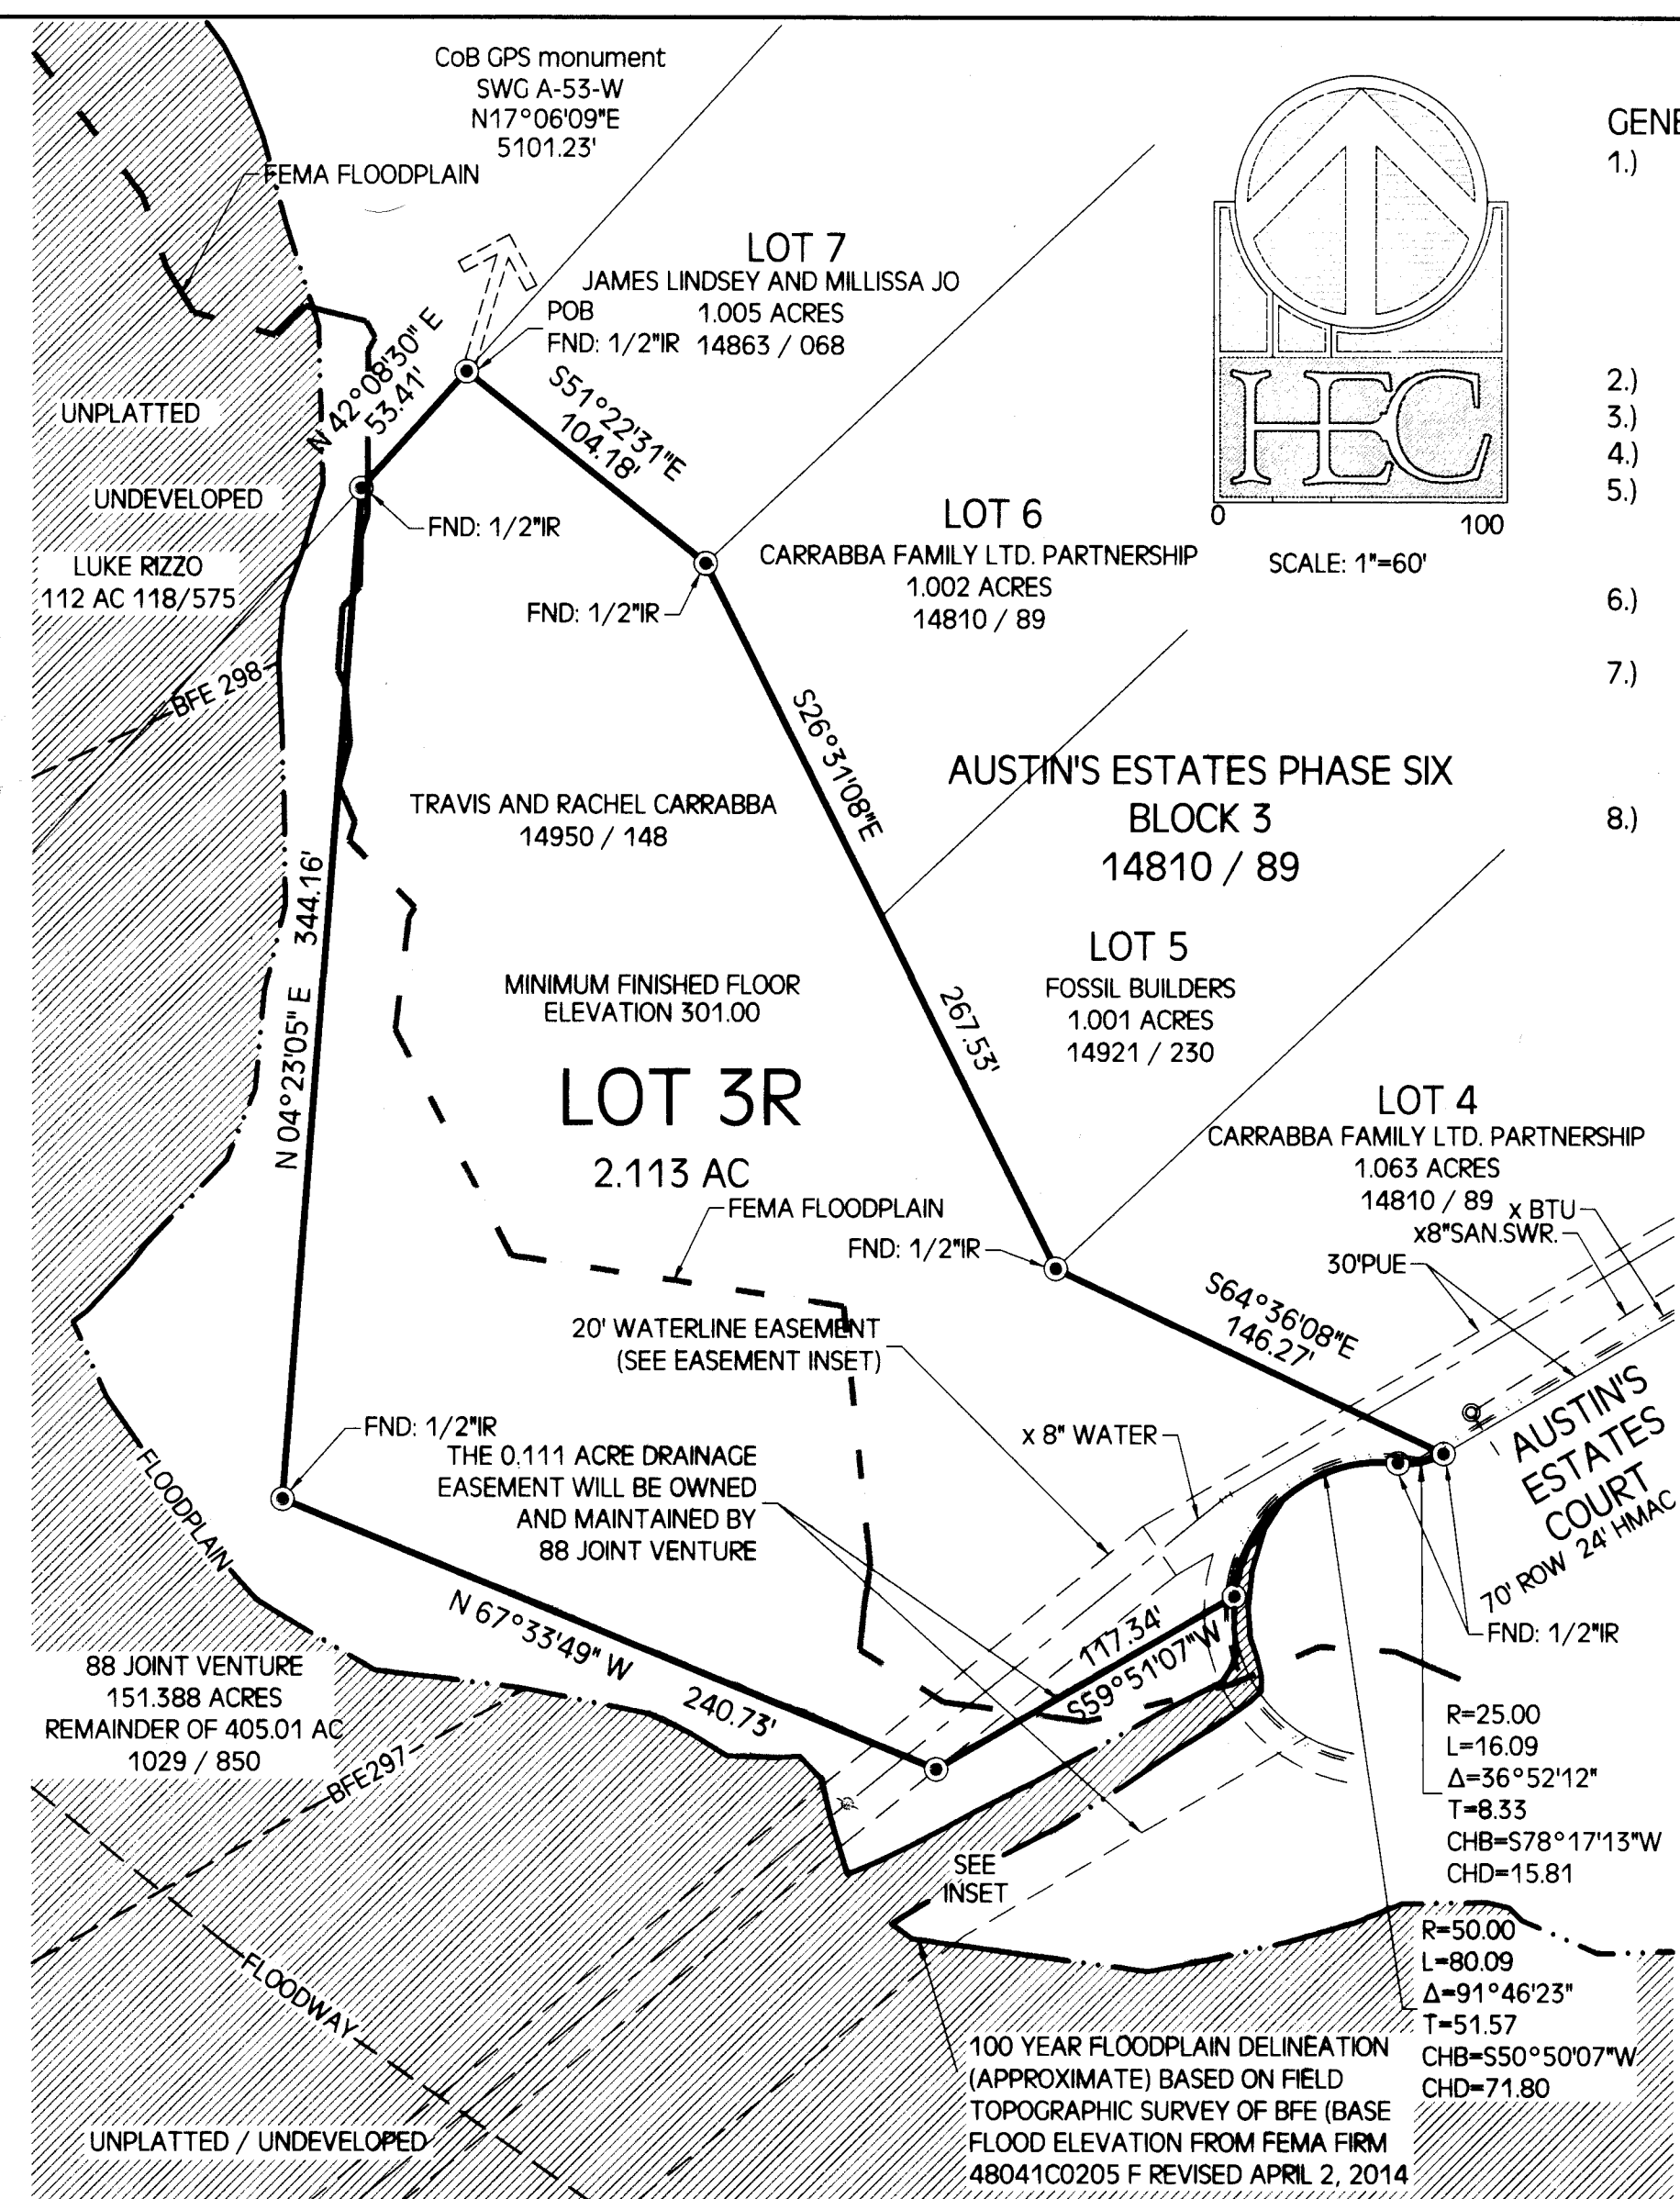 CoB GPS monument
SWG A-53-W
N17°06'09"E
5101.23'
FEMA FLOODPLAIN
GENE
1.)
2.)
3.)
4.)
5.)
6.)
7.)
8.)
HEC
0 100
SCALE: 1"=60'
LOT 7
JAMES LINDSEY AND MILLISSA JO
1.005 ACRES
14863 / 068
POB
FND: 1/2"IR
N 42°08'30" E
53.41'
S51°22'31"E
104.18'
UNPLATTED
UNDEVELOPED
LUKE RIZZO
112 AC 118/575
FND: 1/2"IR
FND: 1/2"IR
LOT 6
CARRABBA FAMILY LTD. PARTNERSHIP
1.002 ACRES
14810 / 89
BFE 298
S26°31'08"E
267.53'
AUSTIN'S ESTATES PHASE SIX
BLOCK 3
14810 / 89
TRAVIS AND RACHEL CARRABBA
14950 / 148
N 04°23'05" E 344.16'
MINIMUM FINISHED FLOOR
ELEVATION 301.00
LOT 5
FOSSIL BUILDERS
1.001 ACRES
14921 / 230
LOT 3R
2.113 AC
LOT 4
CARRABBA FAMILY LTD. PARTNERSHIP
1.063 ACRES
14810 / 89
x BTU
x8"SAN.SWR.
30'PUE
FEMA FLOODPLAIN
FND: 1/2"IR
S64°36'08"E
146.27'
20' WATERLINE EASEMENT
(SEE EASEMENT INSET)
FND: 1/2"IR
x 8" WATER
THE 0.111 ACRE DRAINAGE
EASEMENT WILL BE OWNED
AND MAINTAINED BY
88 JOINT VENTURE
AUSTIN'S
ESTATES
COURT
70' ROW 24' HMAC
FND: 1/2"IR
FLOODPLAIN
N 67°33'49" W
240.73'
117.34'
S59°51'07"W
88 JOINT VENTURE
151.388 ACRES
REMAINDER OF 405.01 AC
1029 / 850
BFE297
R=25.00
L=16.09
Δ=36°52'12"
T=8.33
CHB=S78°17'13"W
CHD=15.81
SEE
INSET
R=50.00
L=80.09
Δ=91°46'23"
T=51.57
CHB=S50°50'07"W
CHD=71.80
FLOODWAY
100 YEAR FLOODPLAIN DELINEATION
(APPROXIMATE) BASED ON FIELD
TOPOGRAPHIC SURVEY OF BFE (BASE
FLOOD ELEVATION FROM FEMA FIRM
48041C0205 F REVISED APRIL 2, 2014
UNPLATTED / UNDEVELOPED